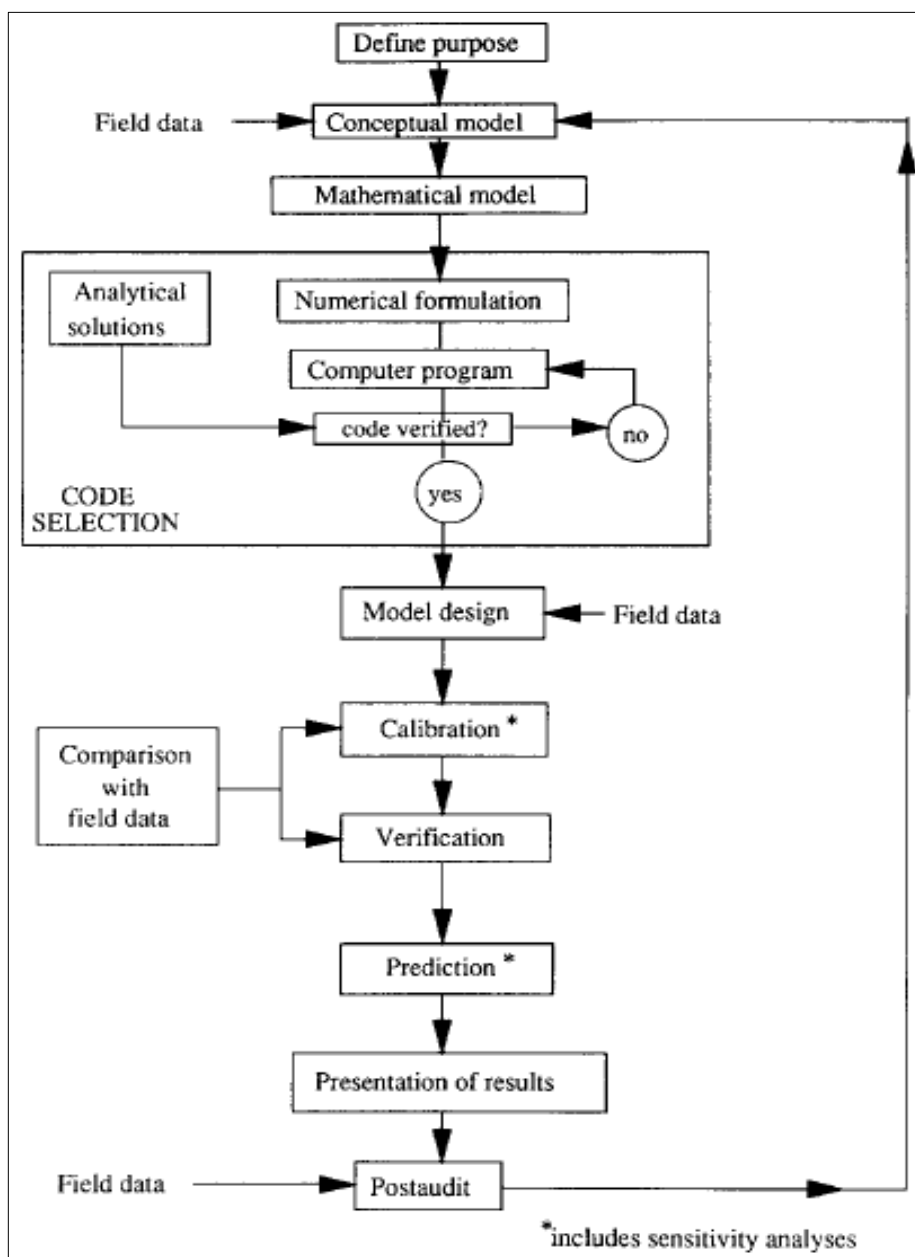 Define purpose
Field data
Conceptual model
Mathematical model
Analytical
solutions
Numerical formulation
Computer program
code verified?
no
yes
CODE
SELECTION
Model design
Field data
Calibration *
Comparison
with
field data
Verification
Prediction *
Presentation of results
Field data
Postaudit
*includes sensitivity analyses